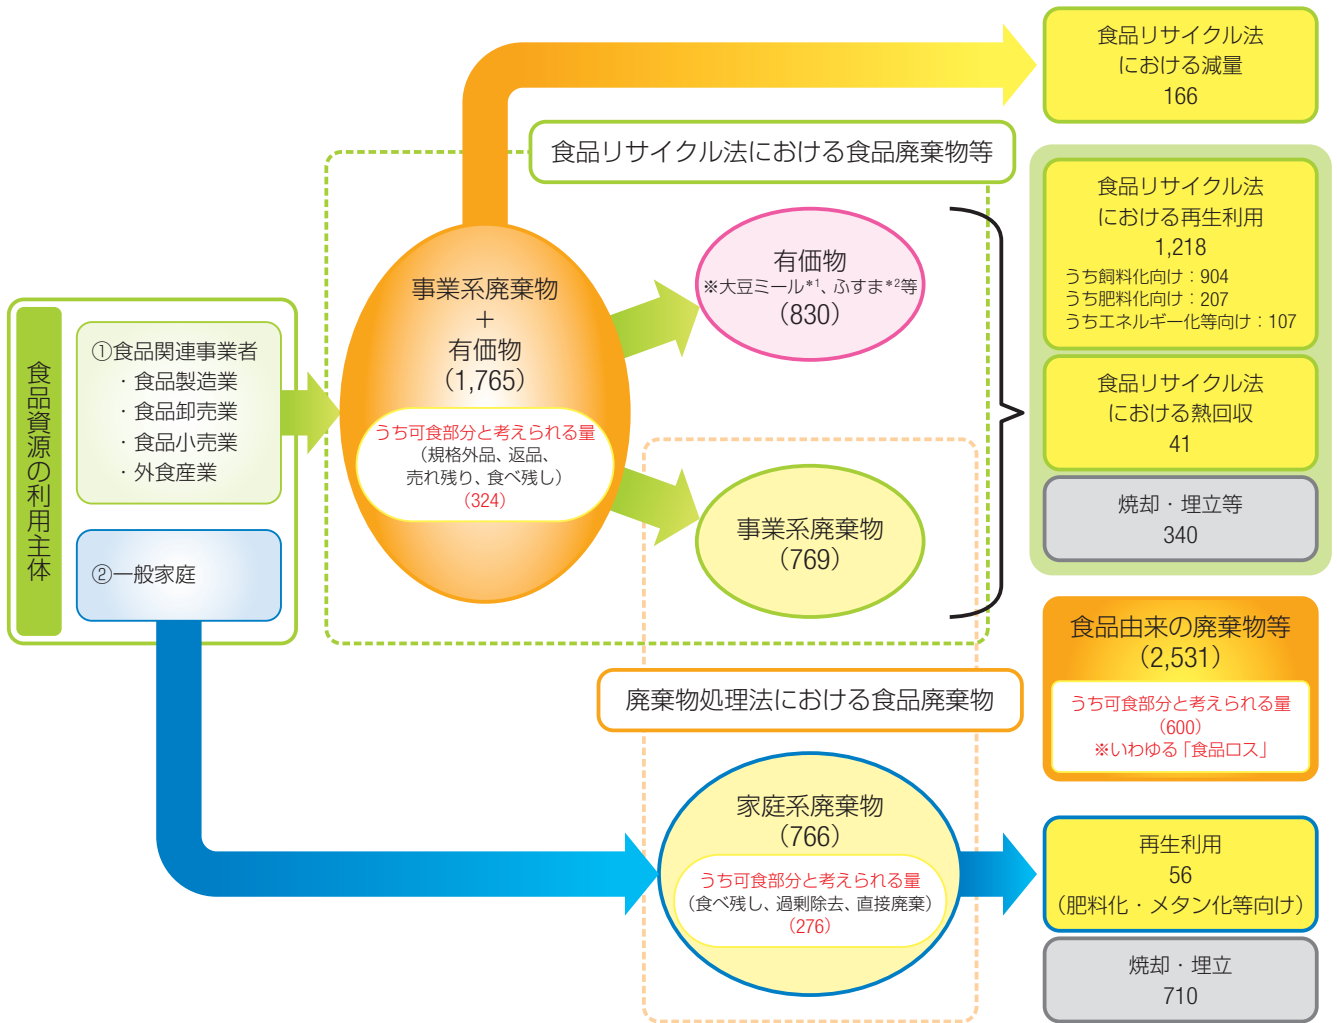 食品資源の利用主体
①食品関連事業者
・食品製造業
・食品卸売業
・食品小売業
・外食産業
②一般家庭
食品リサイクル法における食品廃棄物等
事業系廃棄物
+
有価物
(1,765)
うち可食部分と考えられる量
(規格外品、返品、
売れ残り、食べ残し)
(324)
有価物
※大豆ミール*1、ふすま*2等
(830)
事業系廃棄物
(769)
廃棄物処理法における食品廃棄物
家庭系廃棄物
(766)
うち可食部分と考えられる量
(食べ残し、過剰除去、直接廃棄)
(276)
食品リサイクル法
における減量
166
食品リサイクル法
における再生利用
1,218
うち飼料化向け:904
うち肥料化向け:207
うちエネルギー化等向け:107
食品リサイクル法
における熱回収
41
焼却・埋立等
340
食品由来の廃棄物等
(2,531)
うち可食部分と考えられる量
(600)
※いわゆる「食品ロス」
再生利用
56
(肥料化・メタン化等向け)
焼却・埋立
710